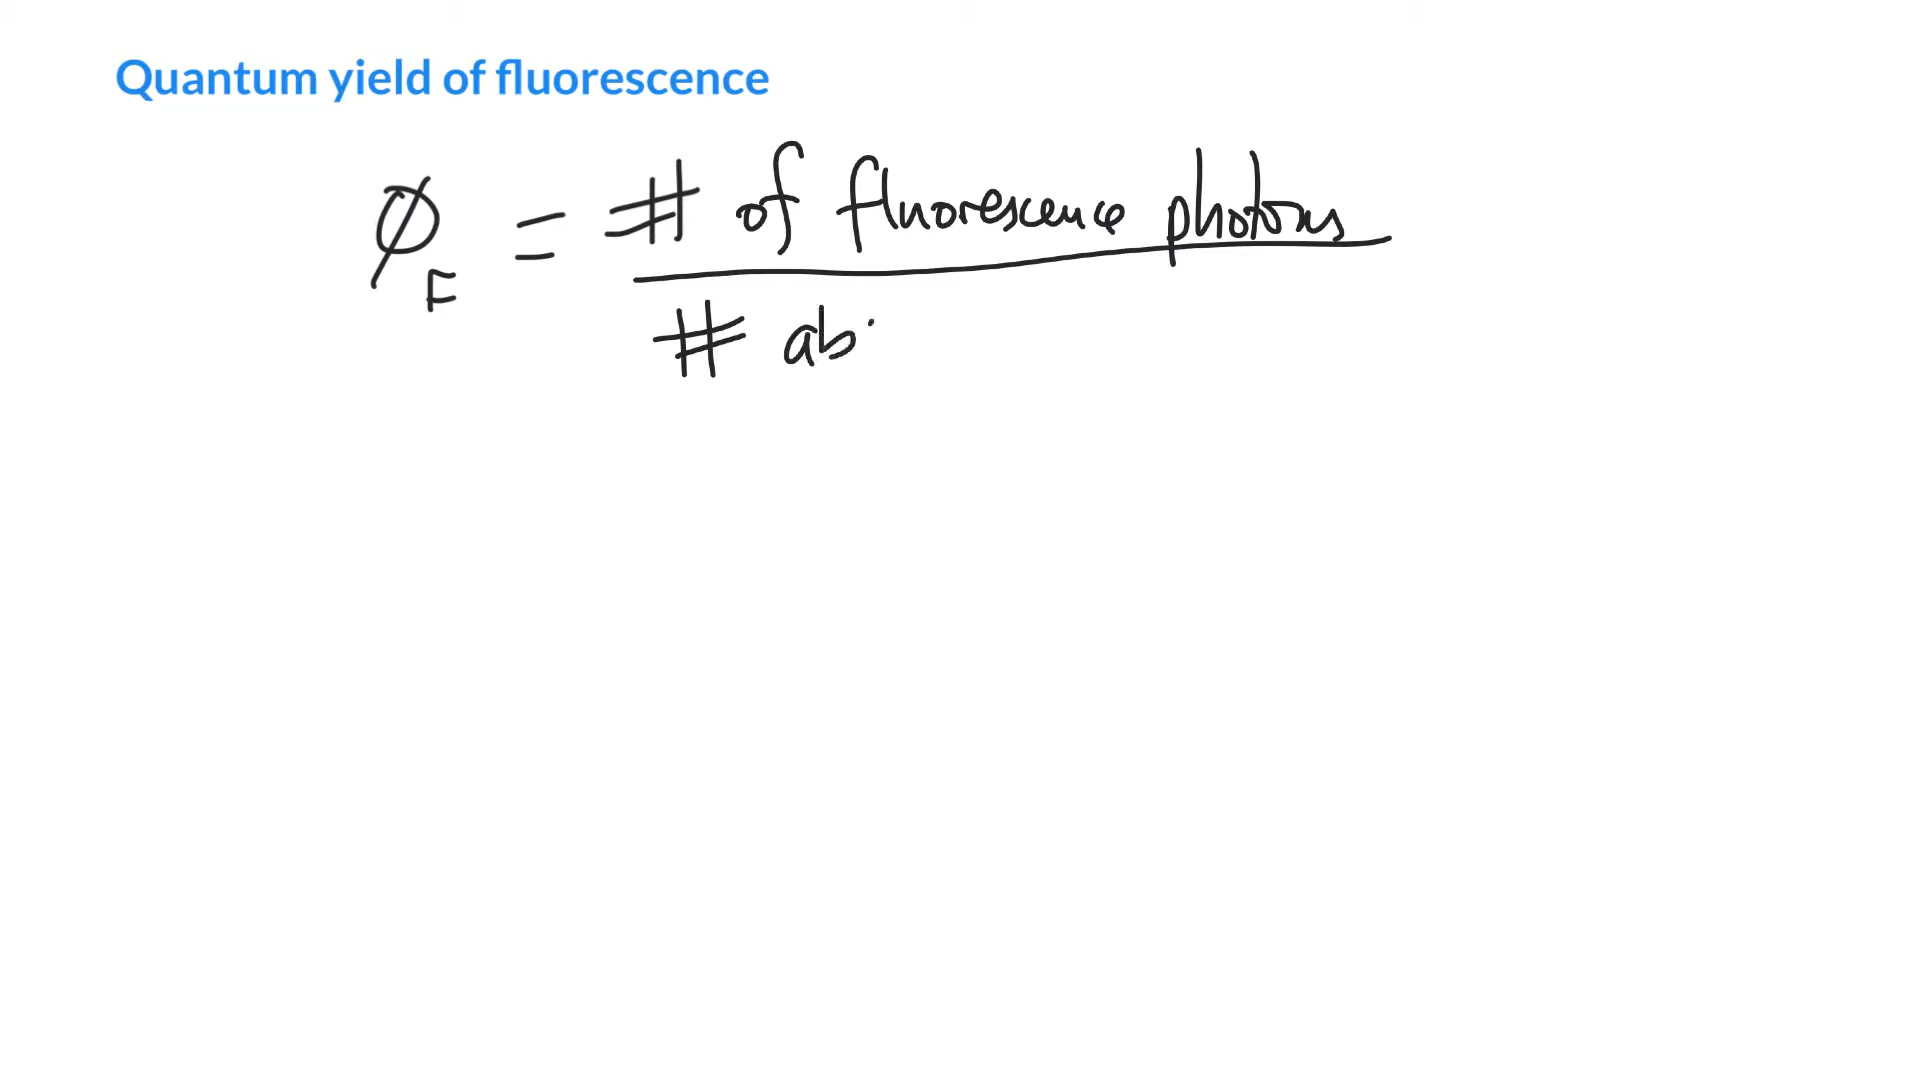 Quantum yield of fluorescence
ϕF = # of fluorescence photons
# ab